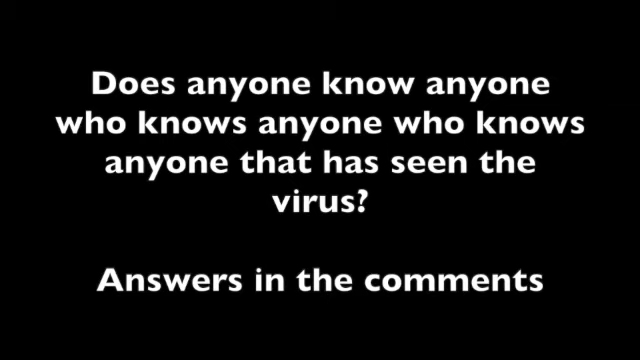 Does anyone know anyone
who knows anyone who knows
anyone that has seen the
virus?
Answers in the comments